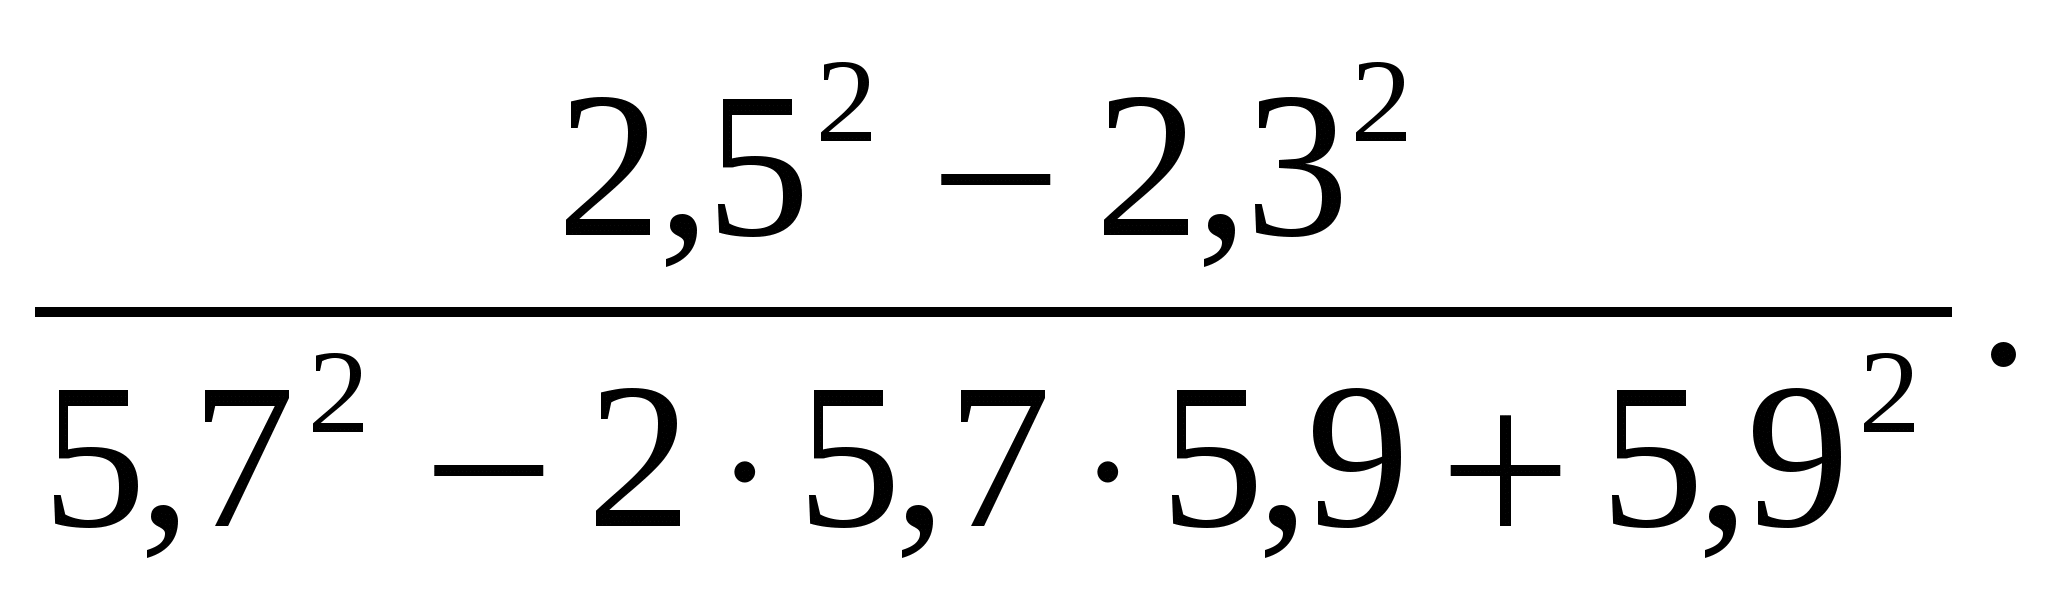 2,5² − 2,3²
5,7² − 2 · 5,7 · 5,9 + 5,9² .